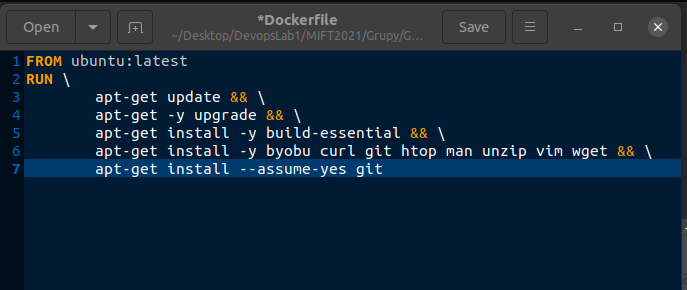 Open
*Dockerfile
~/Desktop/DevopsLab1/MIFT2021/Grupy/G...
Save
1 FROM ubuntu:latest
2 RUN \
3 apt-get update && \
4 apt-get -y upgrade && \
5 apt-get install -y build-essential && \
6 apt-get install -y byobu curl git htop man unzip vim wget && \
7 apt-get install --assume-yes git